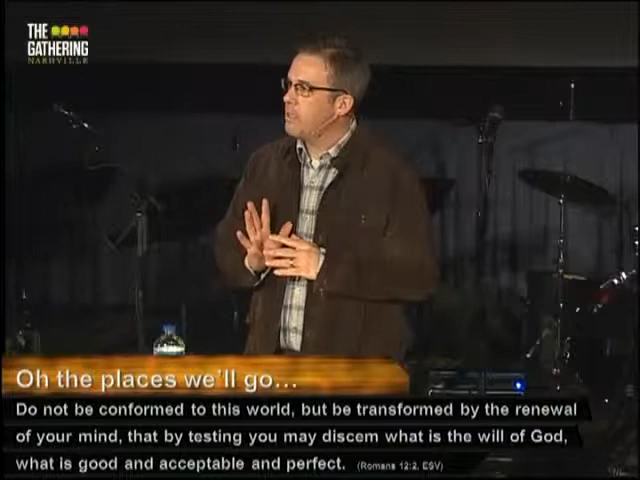 THE
GATHERING
NASHVILLE
Oh the places we'll go...
Do not be conformed to this world, but be transformed by the renewal
of your mind, that by testing you may discern what is the will of God,
what is good and acceptable and perfect. (Romans 12:2, ESV)